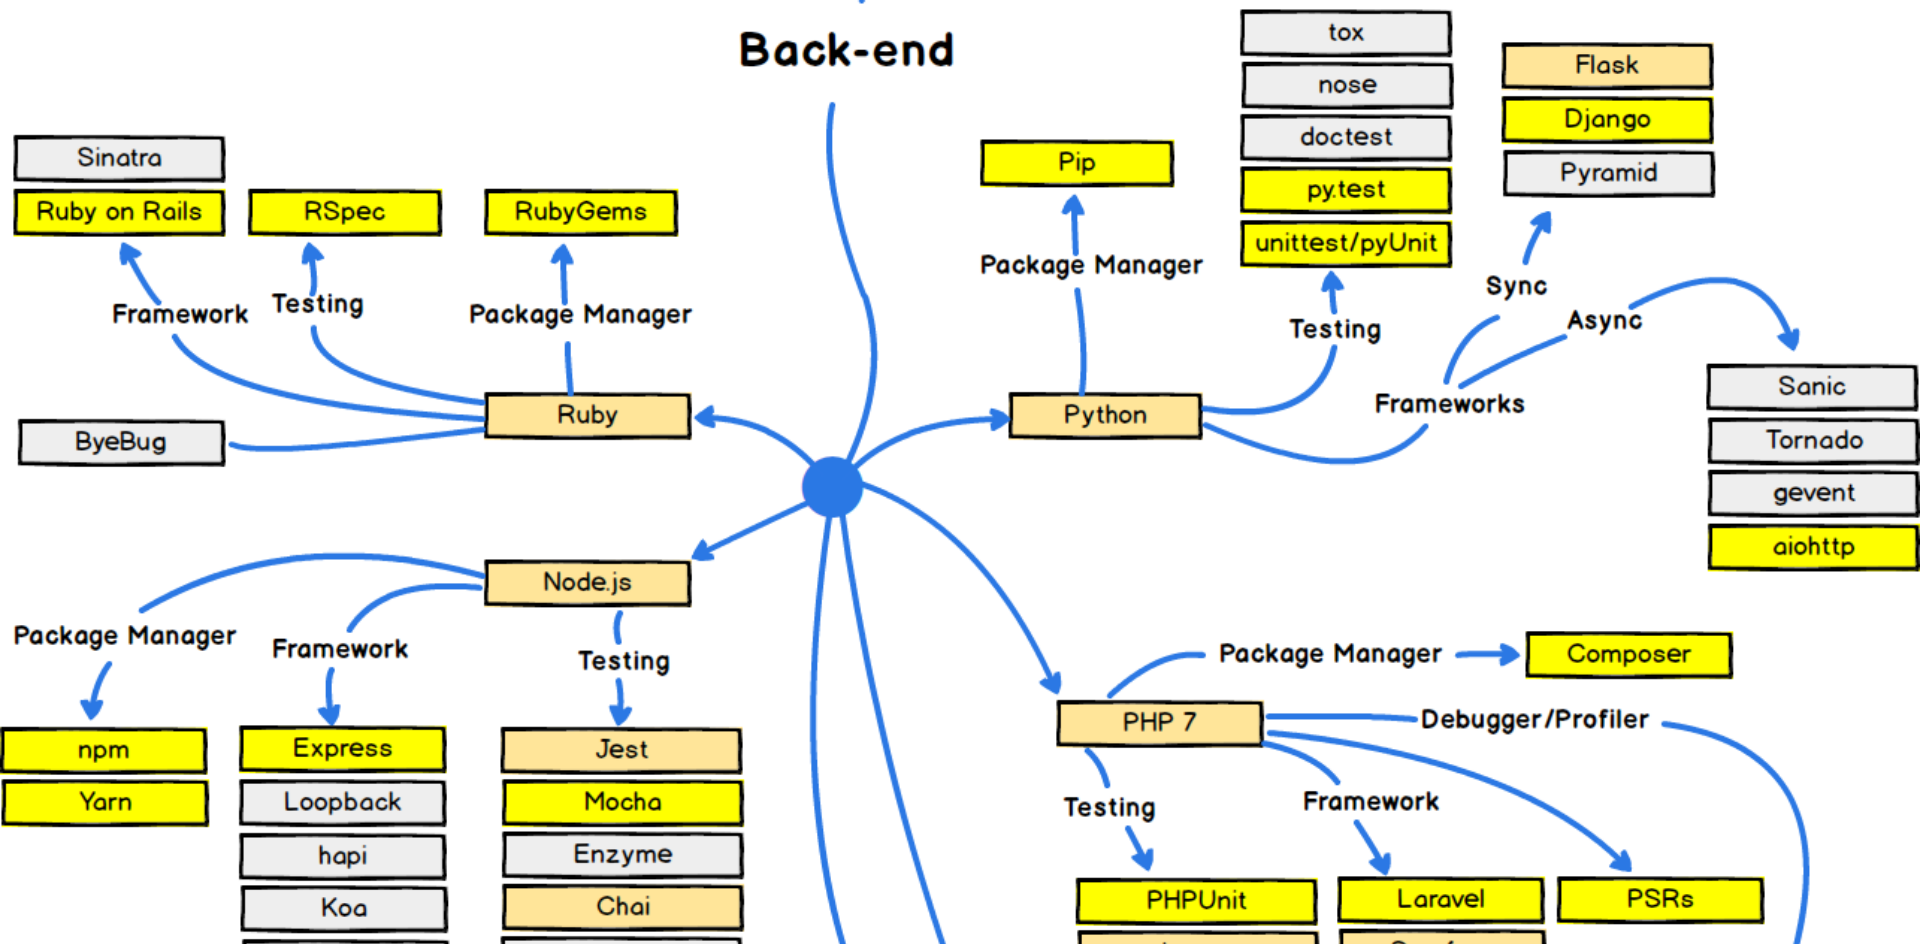 Back-end
Sinatra
Ruby on Rails
RSpec
RubyGems
Framework
Testing
Package Manager
ByeBug
Ruby
Pip
Package Manager
Python
tox
nose
doctest
py.test
unittest/pyUnit
Testing
Flask
Django
Pyramid
Sync
Async
Frameworks
Sanic
Tornado
gevent
aiohttp
Node.js
Package Manager
Framework
Testing
npm
Yarn
Express
Loopback
hapi
Koa
Jest
Mocha
Enzyme
Chai
PHP 7
Package Manager
Composer
Debugger/Profiler
Testing
Framework
PHPUnit
Laravel
PSRs